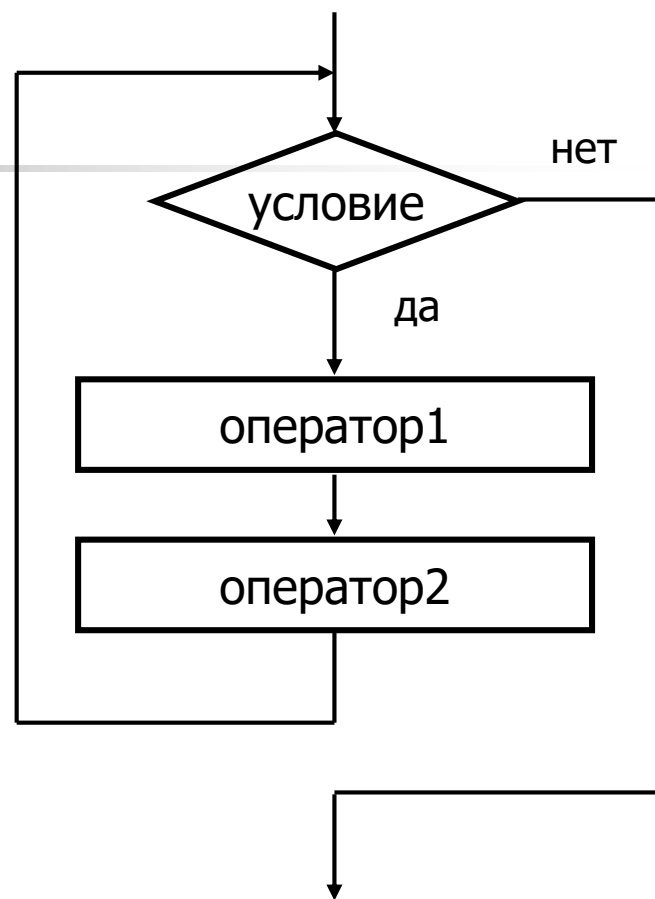 нет
условие
да
оператор1
оператор2